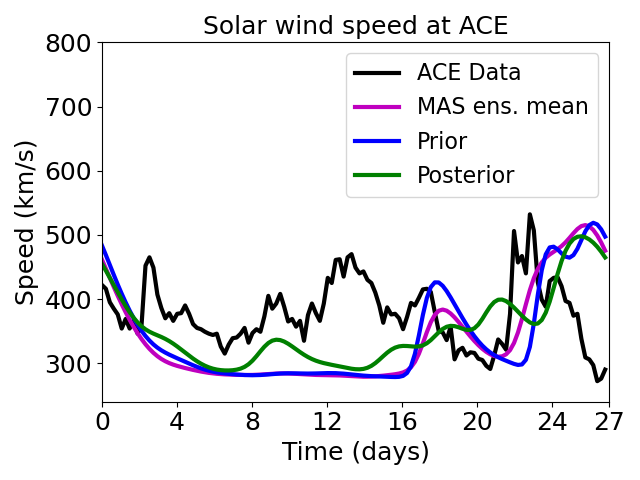 Solar wind speed at ACE
800
700
600
500
400
300
Speed (km/s)
ACE Data
MAS ens. mean
Prior
Posterior
0 4 8 12 16 20 24 27
Time (days)